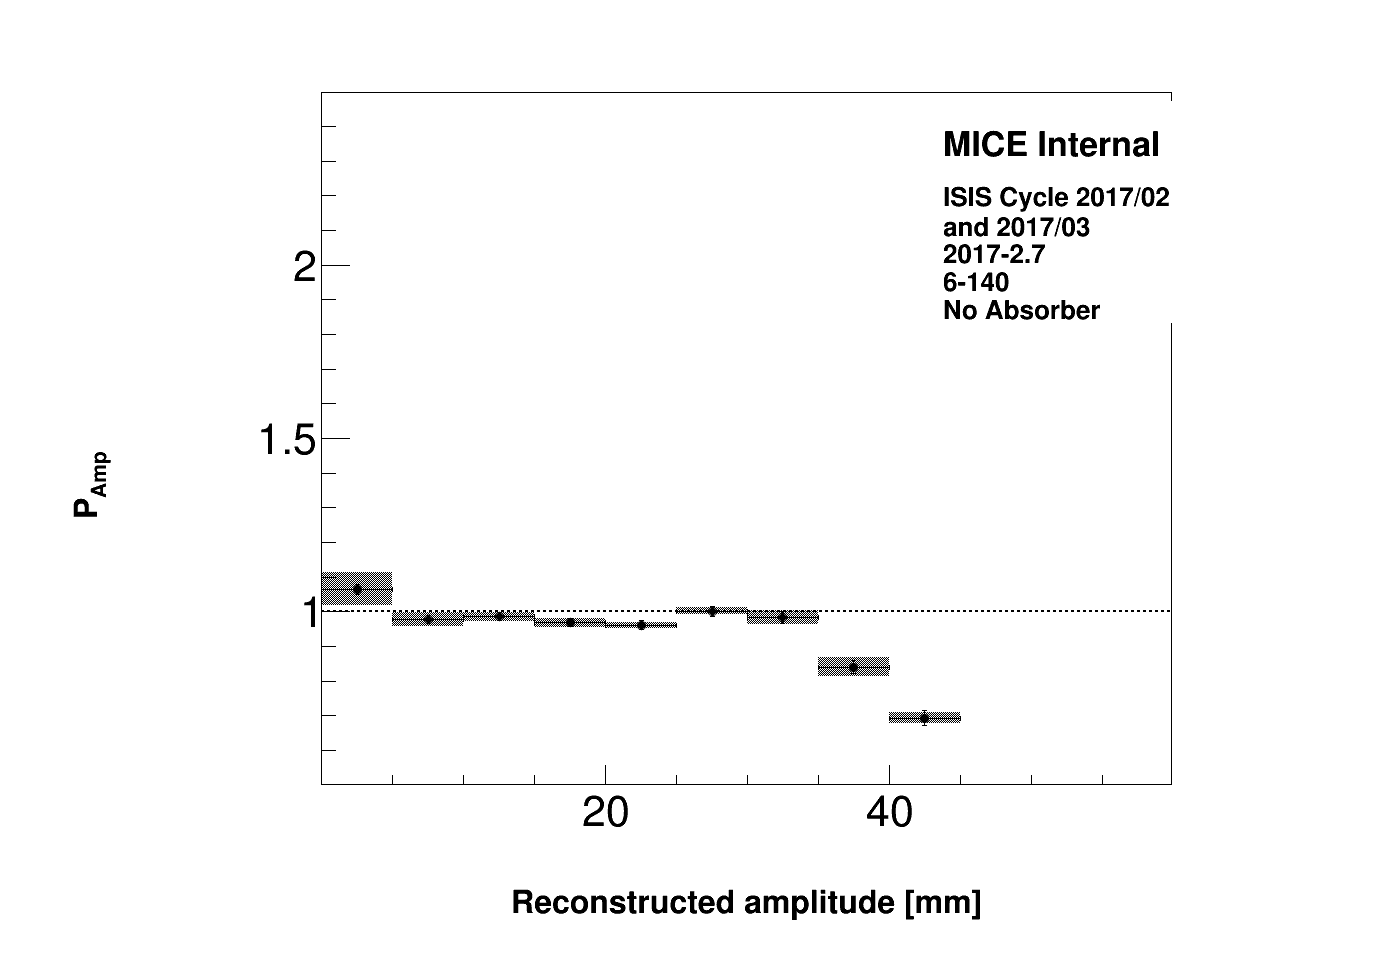 MICE Internal
ISIS Cycle 2017/02
and 2017/03
2017-2.7
6-140
No Absorber
2
1.5
1
P_Amp
20 40
Reconstructed amplitude [mm]